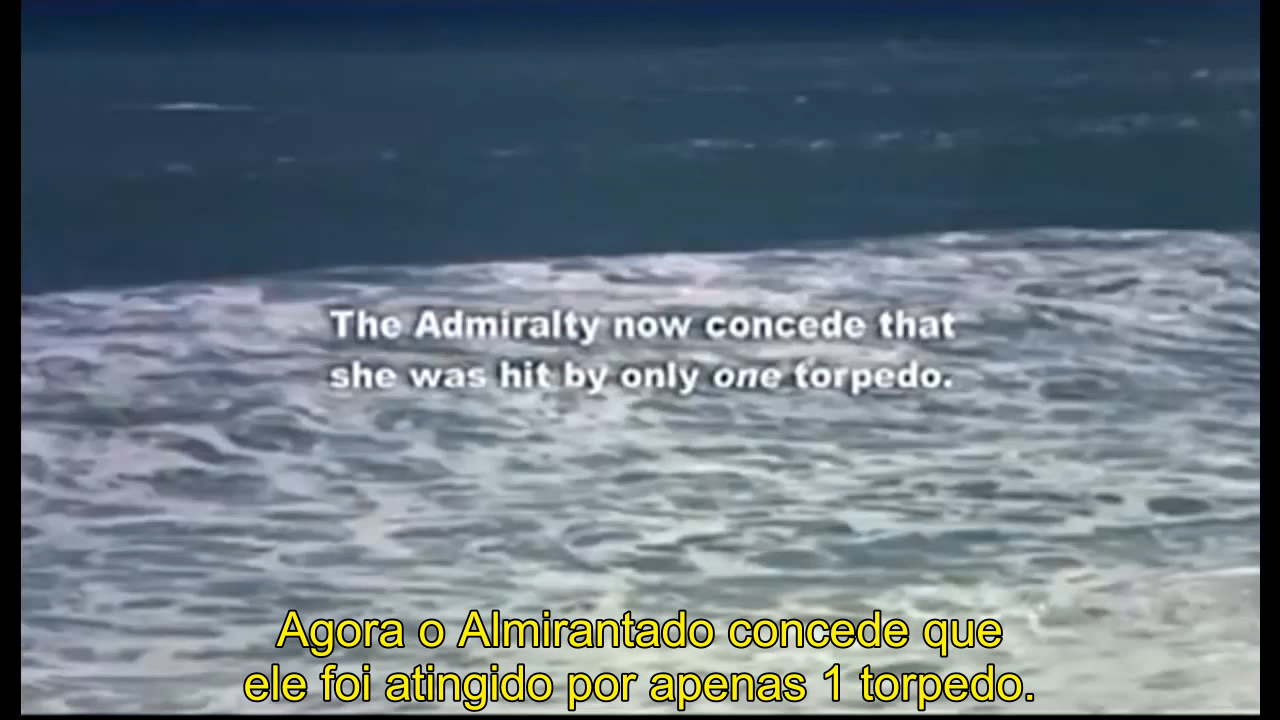 The Admiralty now concede that
she was hit by only one torpedo.
Agora o Almirantado concede que
ele foi atingido por apenas 1 torpedo.